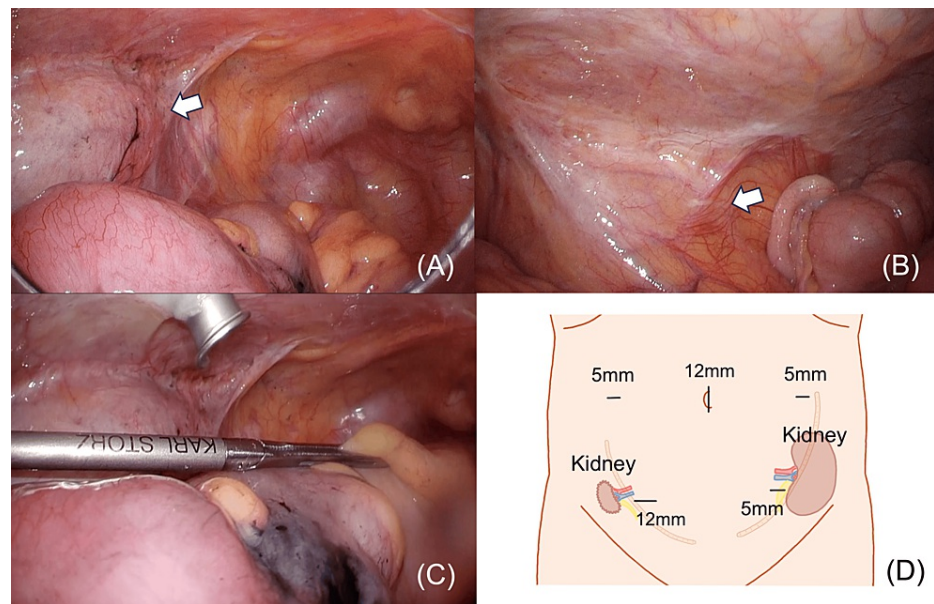 (A)
(B)
KARL STORZ
(C)
5mm
12mm
5mm
Kidney
Kidney
12mm
5mm
(D)